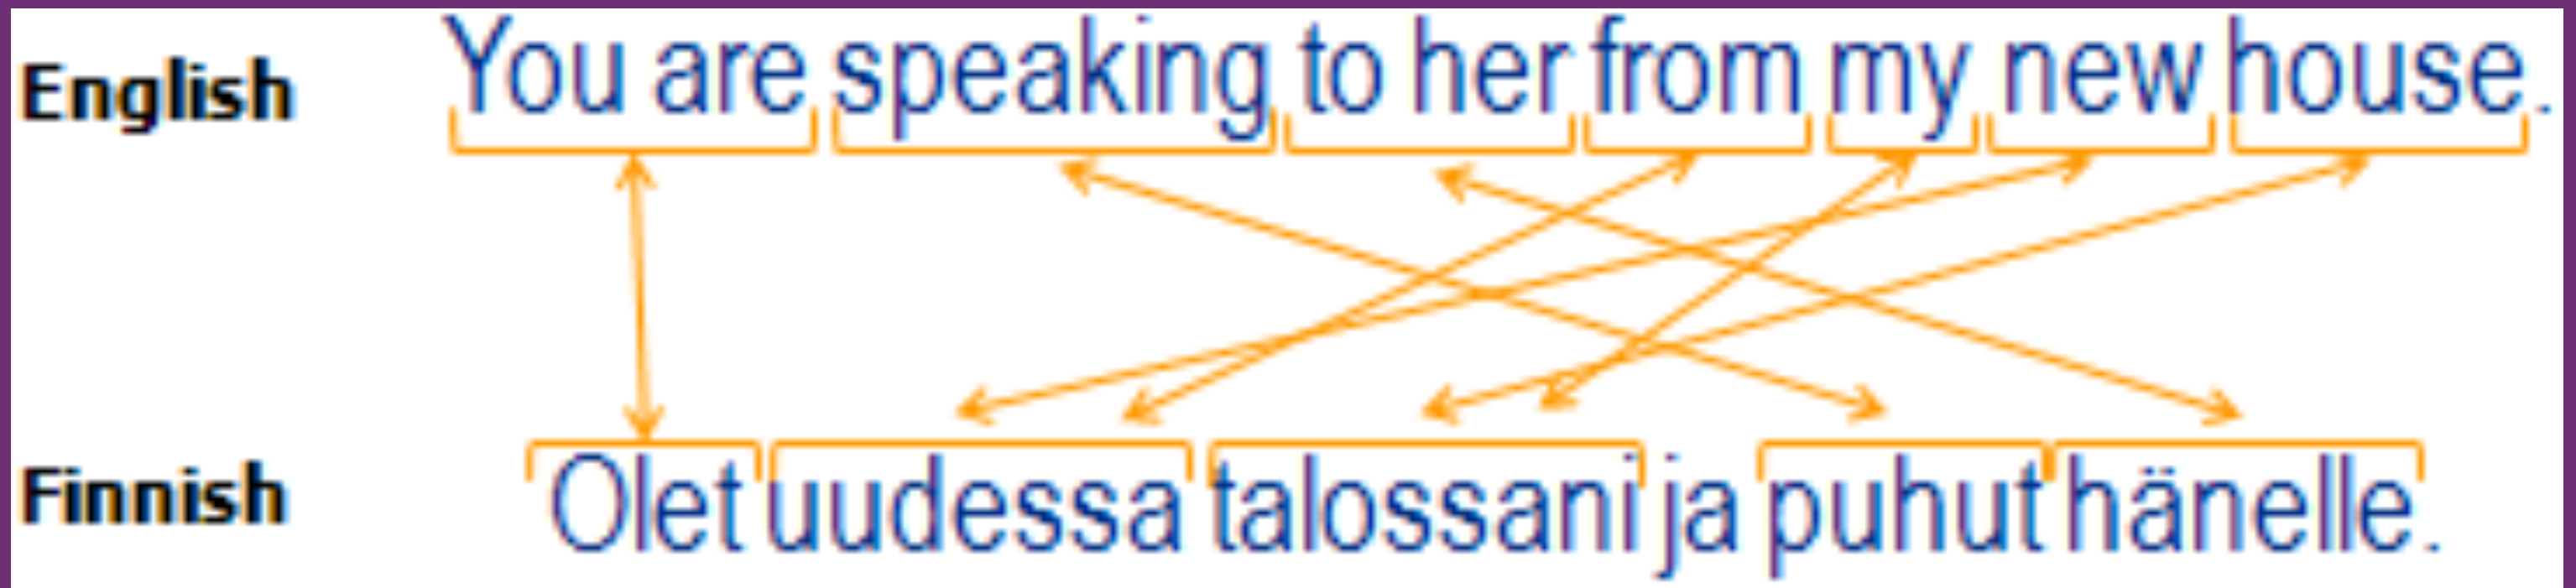 English You are speaking to her from my new house.
Finnish Olet uudessa talossani ja puhut hänelle.